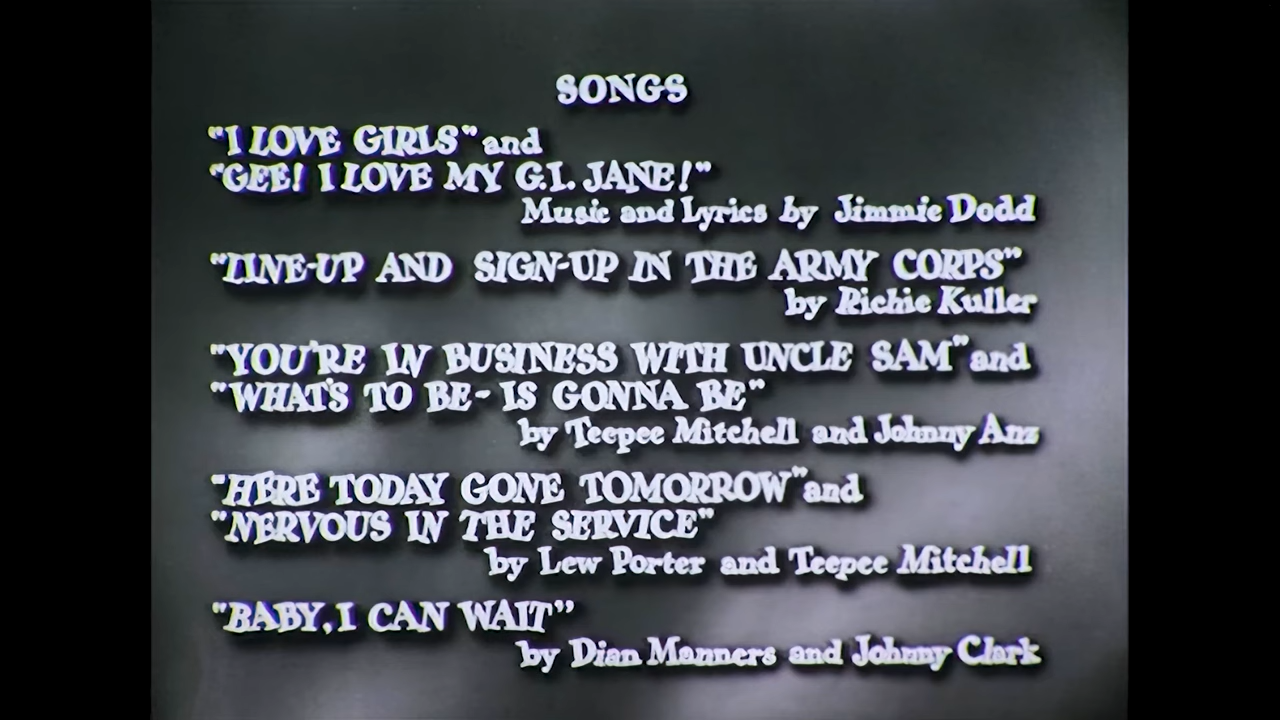 SONGS
"I LOVE GIRLS" and
"GEE! I LOVE MY G.I. JANE!"
Music and Lyrics by Jimmie Dodd
"LINE-UP AND SIGN-UP IN THE ARMY CORPS"
by Richie Kuller
"YOU'RE IN BUSINESS WITH UNCLE SAM" and
"WHAT'S TO BE - IS GONNA BE"
by Teepee Mitchell and Johnny Anz
"HERE TODAY GONE TOMORROW" and
"NERVOUS IN THE SERVICE"
by Lew Porter and Teepee Mitchell
"BABY, I CAN WAIT"
by Dian Manners and Johnny Clark